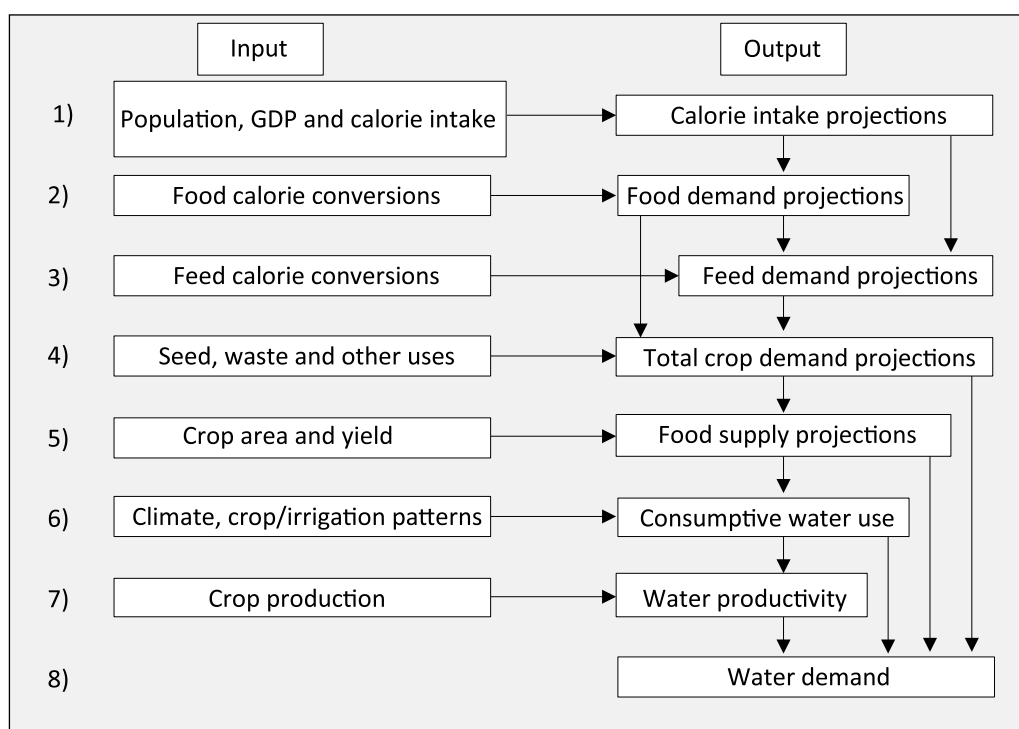 Input Output
1) Population, GDP and calorie intake Calorie intake projections
2) Food calorie conversions Food demand projections
3) Feed calorie conversions Feed demand projections
4) Seed, waste and other uses Total crop demand projections
5) Crop area and yield Food supply projections
6) Climate, crop/irrigation patterns Consumptive water use
7) Crop production Water productivity
8) Water demand